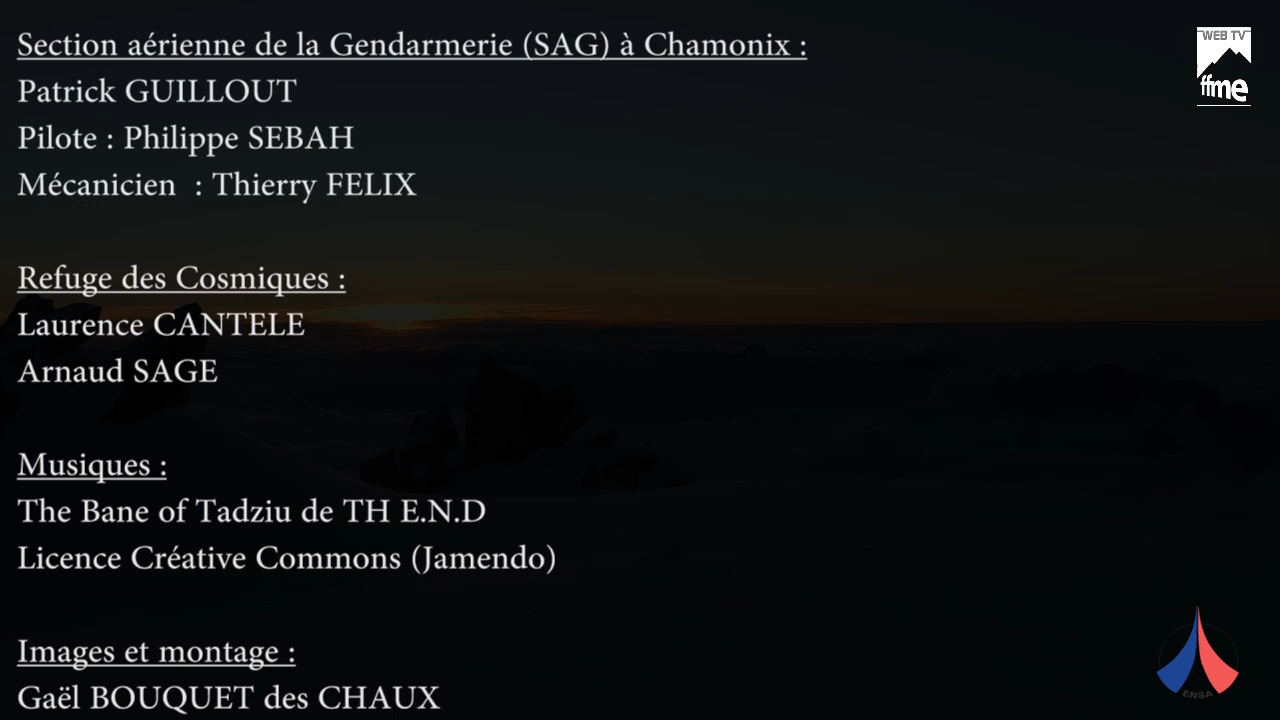 Section aérienne de la Gendarmerie (SAG) à Chamonix :
Patrick GUILLOUT
Pilote : Philippe SEBAH
Mécanicien  : Thierry FELIX
Refuge des Cosmiques :
Laurence CANTELE
Arnaud SAGE
Musiques :
The Bane of Tadziu de TH E.N.D
Licence Créative Commons (Jamendo)
Images et montage :
Gaël BOUQUET des CHAUX
WEB TV
ffme
ENSA